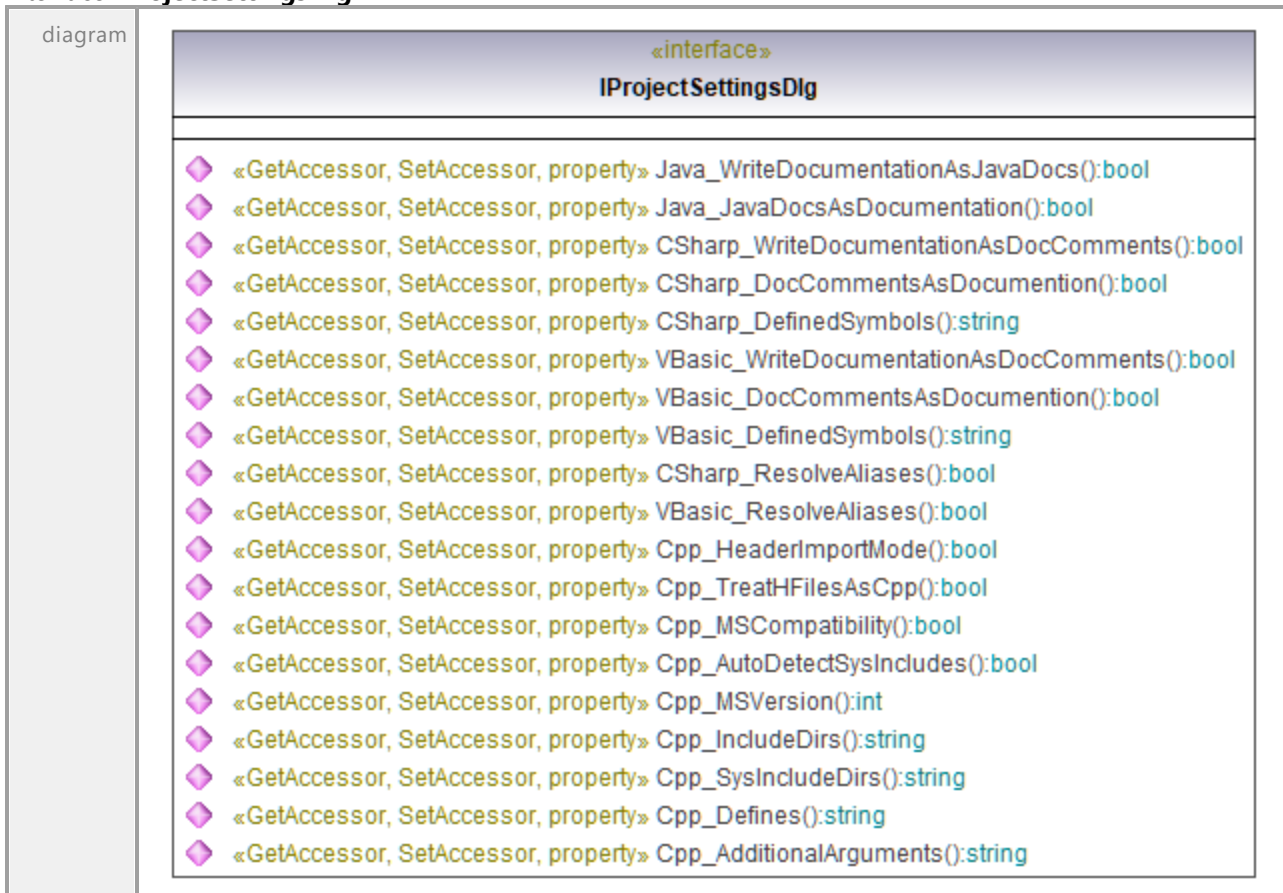 diagram
«interface»
IProjectSettingsDlg
«GetAccessor, SetAccessor, property» Java_WriteDocumentationAsJavaDocs():bool
«GetAccessor, SetAccessor, property» Java_JavaDocsAsDocumentation():bool
«GetAccessor, SetAccessor, property» CSharp_WriteDocumentationAsDocComments():bool
«GetAccessor, SetAccessor, property» CSharp_DocCommentsAsDocumention():bool
«GetAccessor, SetAccessor, property» CSharp_DefinedSymbols():string
«GetAccessor, SetAccessor, property» VBasic_WriteDocumentationAsDocComments():bool
«GetAccessor, SetAccessor, property» VBasic_DocCommentsAsDocumention():bool
«GetAccessor, SetAccessor, property» VBasic_DefinedSymbols():string
«GetAccessor, SetAccessor, property» CSharp_ResolveAliases():bool
«GetAccessor, SetAccessor, property» VBasic_ResolveAliases():bool
«GetAccessor, SetAccessor, property» Cpp_HeaderImportMode():bool
«GetAccessor, SetAccessor, property» Cpp_TreatHFilesAsCpp():bool
«GetAccessor, SetAccessor, property» Cpp_MSCompatibility():bool
«GetAccessor, SetAccessor, property» Cpp_AutoDetectSysIncludes():bool
«GetAccessor, SetAccessor, property» Cpp_MSVersion():int
«GetAccessor, SetAccessor, property» Cpp_IncludeDirs():string
«GetAccessor, SetAccessor, property» Cpp_SysIncludeDirs():string
«GetAccessor, SetAccessor, property» Cpp_Defines():string
«GetAccessor, SetAccessor, property» Cpp_AdditionalArguments():string